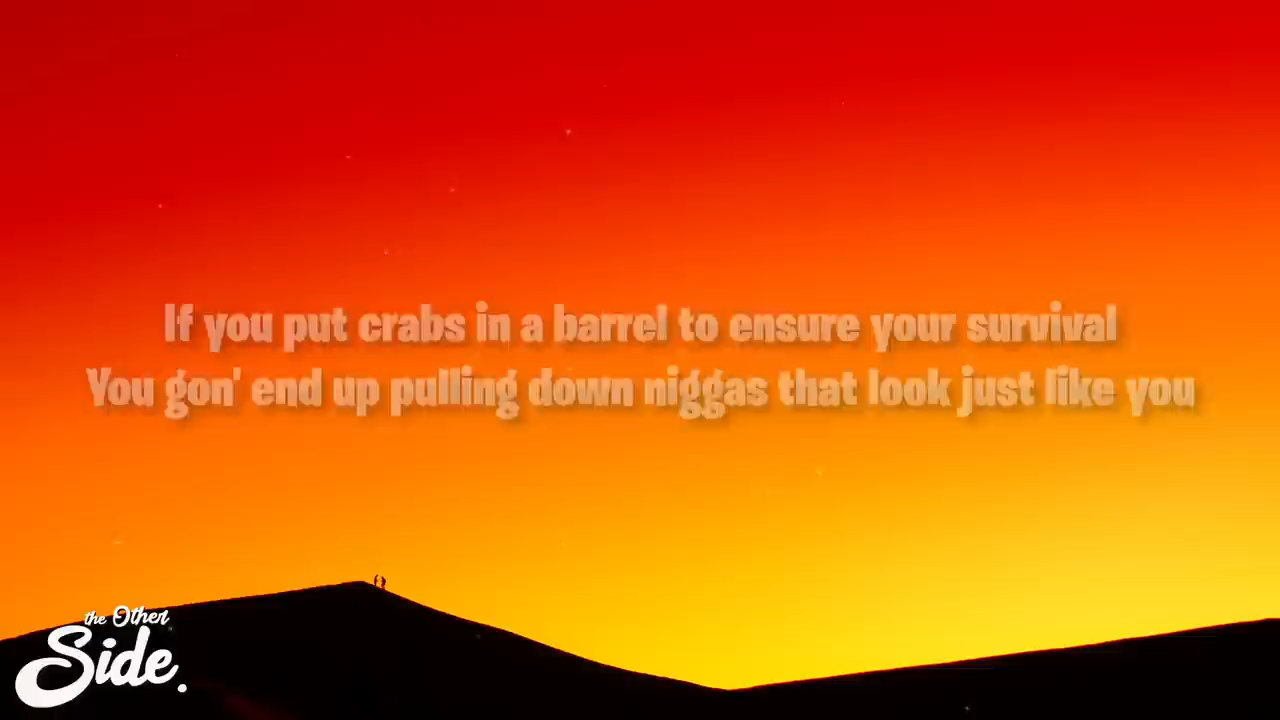 If you put crabs in a barrel to ensure your survival
You gon' end up pulling down niggas that look just like you
the Other
Side.